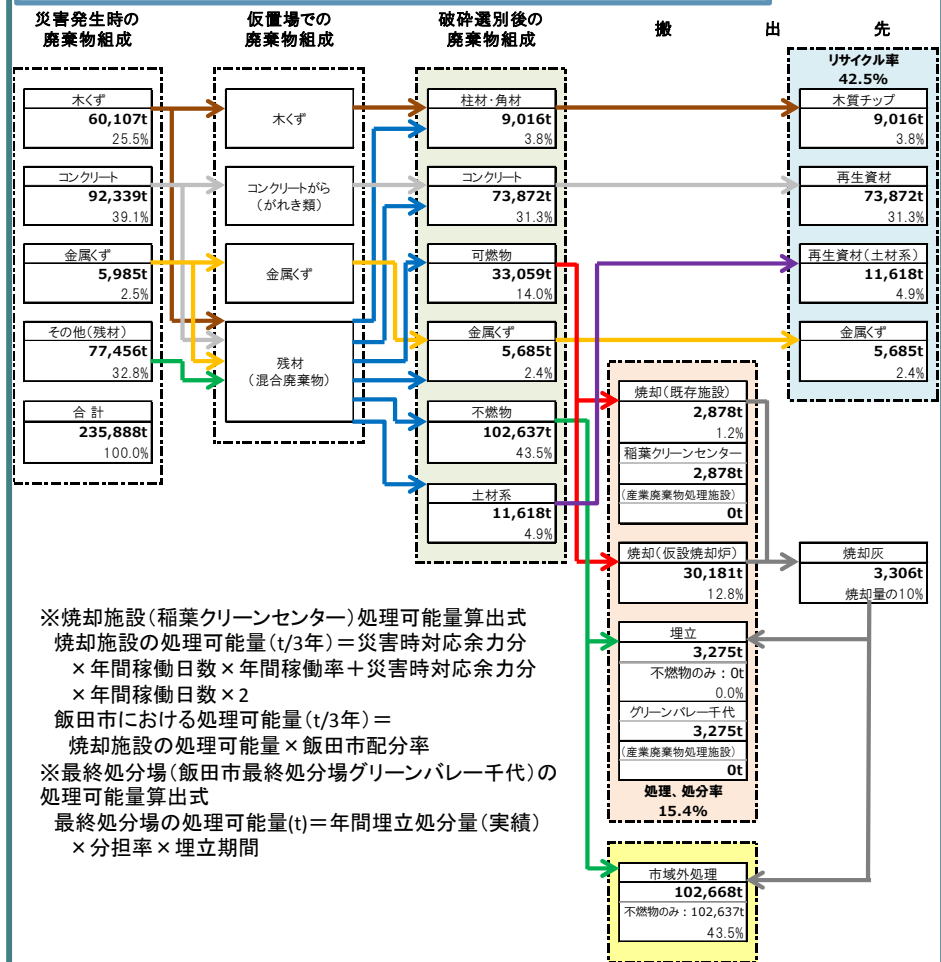 災害発生時の
廃棄物組成
仮置場での
廃棄物組成
破砕選別後の
廃棄物組成
搬 出 先
リサイクル率
42.5%
木くず
60,107t
25.5%
コンクリート
92,339t
39.1%
金属くず
5,985t
2.5%
その他(残材)
77,456t
32.8%
合計
235,888t
100.0%
木くず
コンクリートがら
(がれき類)
金属くず
残材
(混合廃棄物)
柱材・角材
9,016t
3.8%
コンクリート
73,872t
31.3%
可燃物
33,059t
14.0%
金属くず
5,685t
2.4%
不燃物
102,637t
43.5%
土材系
11,618t
4.9%
木質チップ
9,016t
3.8%
再生資材
73,872t
31.3%
再生資材(土材系)
11,618t
4.9%
金属くず
5,685t
2.4%
焼却(既存施設)
2,878t
1.2%
稲葉クリーンセンター
2,878t
(産業廃棄物処理施設)
0t
焼却(仮設焼却炉)
30,181t
12.8%
焼却灰
3,306t
焼却量の10%
埋立
3,275t
不燃物のみ:0t
0.0%
グリーンバレー千代
3,275t
(産業廃棄物処理施設)
0t
処理、処分率
15.4%
市域外処理
102,668t
不燃物のみ:102,637t
43.5%
※焼却施設(稲葉クリーンセンター)処理可能量算出式
焼却施設の処理可能量(t/3年)=災害時対応余力分
×年間稼働日数×年間稼働率+災害時対応余力分
×年間稼働日数×2
飯田市における処理可能量(t/3年)=
焼却施設の処理可能量×飯田市配分率
※最終処分場(飯田市最終処分場グリーンバレー千代)の
処理可能量算出式
最終処分場の処理可能量(t)=年間埋立処分量(実績)
×分担率×埋立期間